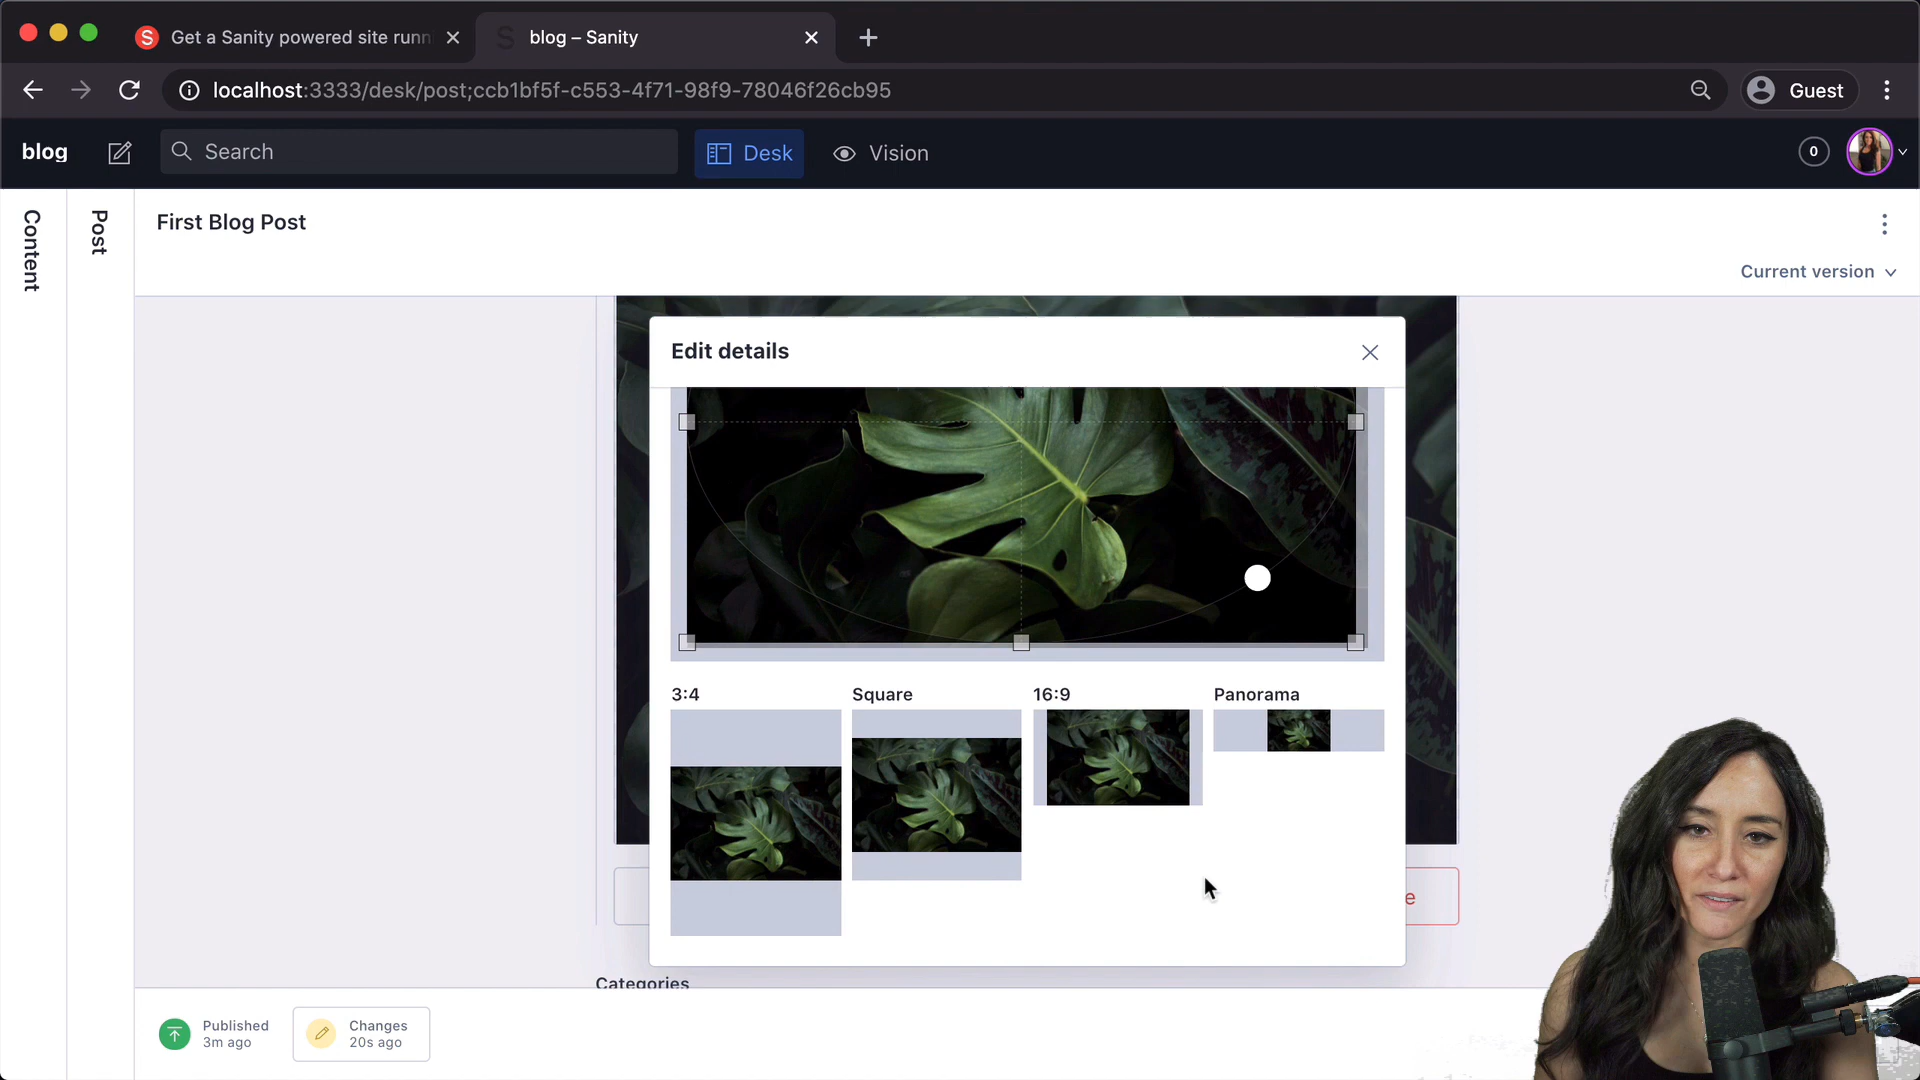 Get a Sanity powered site runn
blog – Sanity
localhost:3333/desk/post;ccb1bf5f-c553-4f71-98f9-78046f26cb95
Guest
blog
Search
Desk
Vision
0
Content
Post
First Blog Post
Current version
Edit details
3:4
Square
16:9
Panorama
e
Categories
Published
3m ago
Changes
20s ago